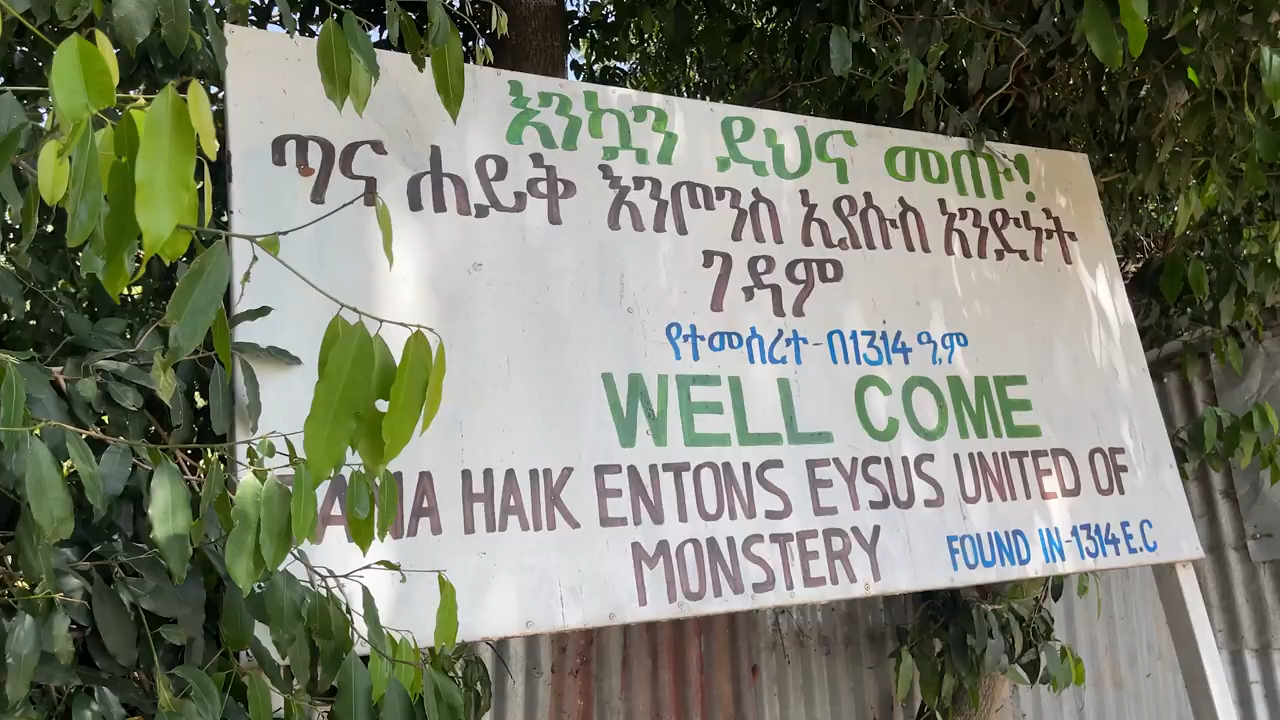 እንኳን ደህና መጡ!
ጣና ሐይቅ እንጦንስ ኢየሱስ አንድነት
ገዳም
የተመሰረተ-በ1314 ዓ.ም
WELL COME
HAIK ENTONS EYSUS UNITED OF
MONSTERY FOUND IN-1314 E.C